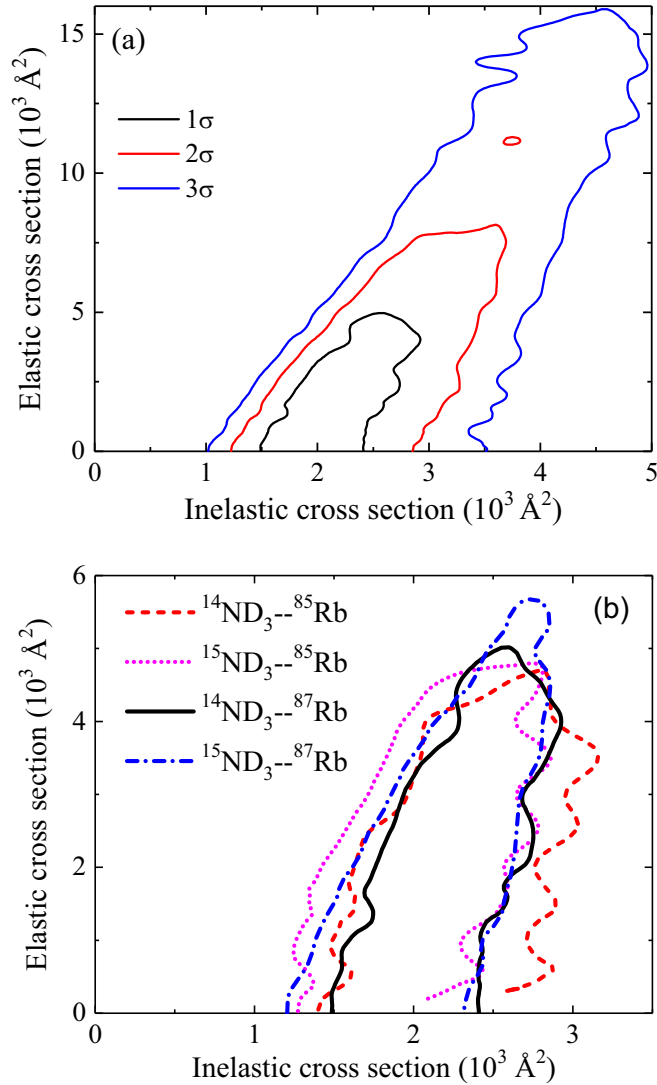 (a)
1σ
2σ
3σ
15
10
5
0
Elastic cross section (10³ Å²)
0 1 2 3 4 5
Inelastic cross section (10³ Å²)
(b)
¹⁴ND₃--⁸⁵Rb
¹⁵ND₃--⁸⁵Rb
¹⁴ND₃--⁸⁷Rb
¹⁵ND₃--⁸⁷Rb
6
4
2
0
Elastic cross section (10³ Å²)
0 1 2 3
Inelastic cross section (10³ Å²)